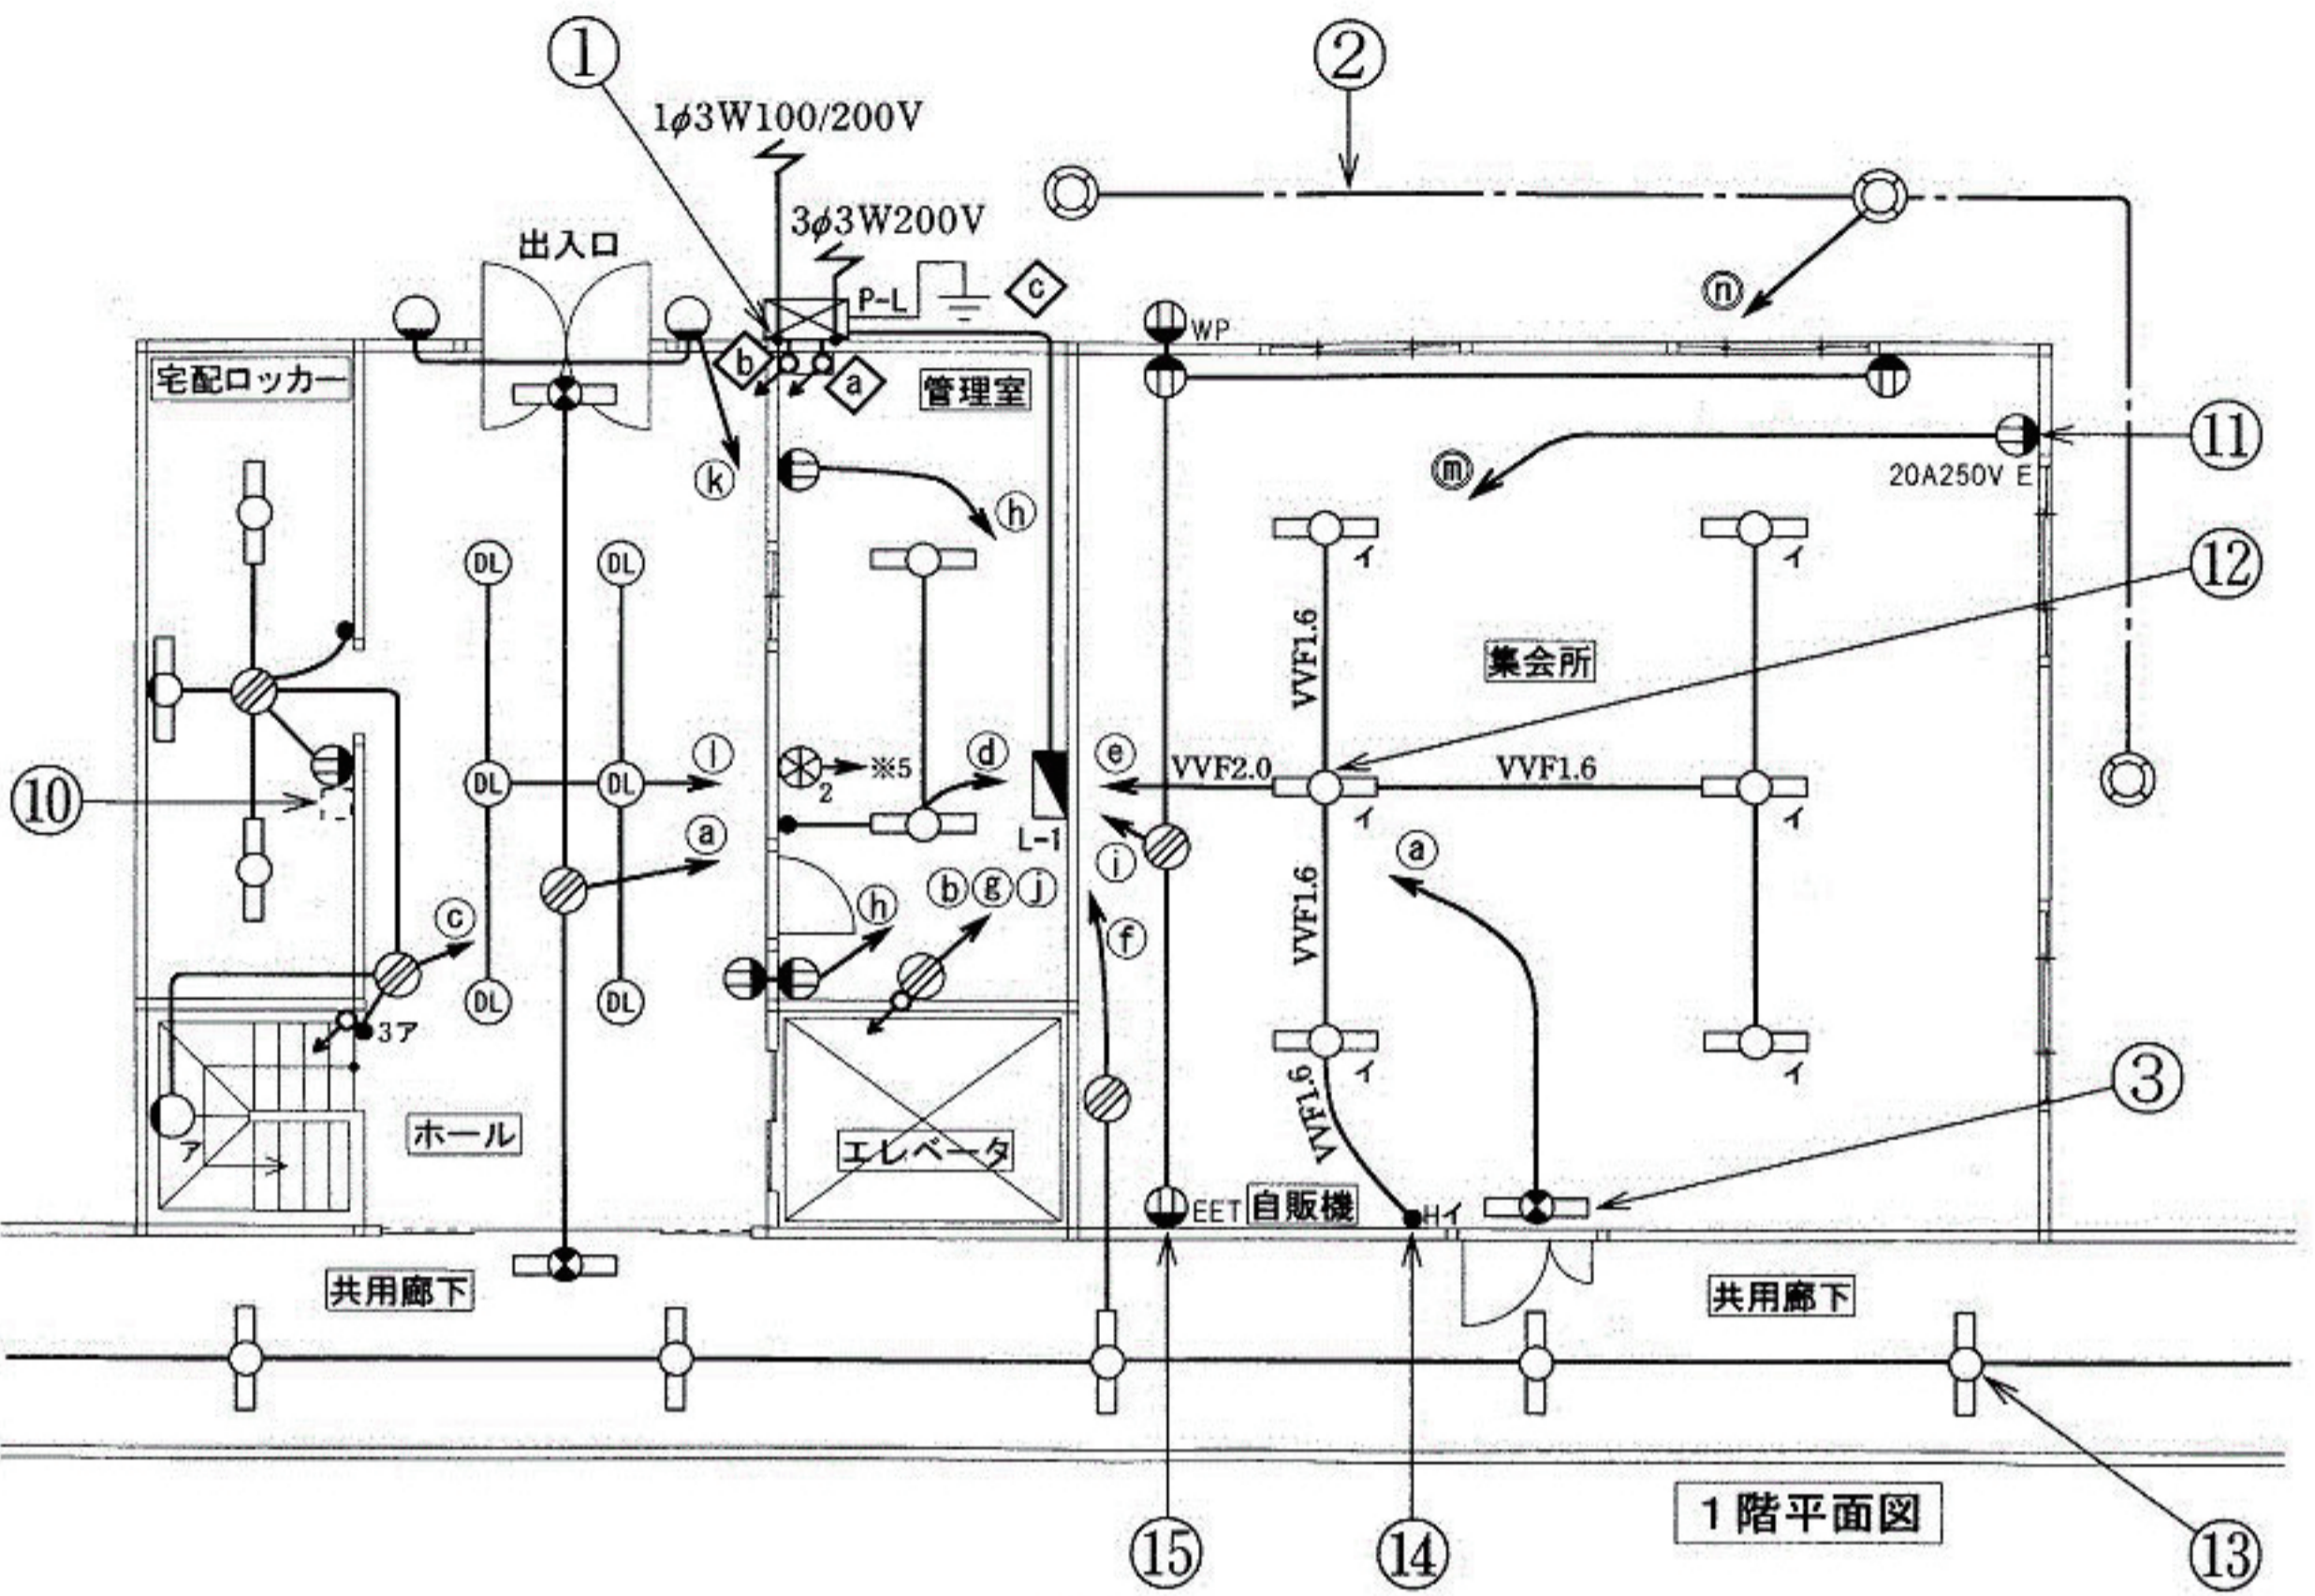 ①
②
1φ3W100/200V
3φ3W200V
出入口
P-L
c
n
WP
b
a
宅配ロッカー
管理室
⑪
k
m
20A250V E
h
DL
DL
イ
イ
⑫
VVF1.6
集会所
l
※5
d
e
VVF2.0
VVF1.6
2
DL
DL
⑩
イ
イ
L-1
a
i
a
c
h
b g j
f
VVF1.6
DL
DL
3ア
イ
イ
③
VVF1.6
ホール
ア
エレベータ
EET
自販機
Hイ
共用廊下
共用廊下
1階平面図
⑮
⑭
⑬